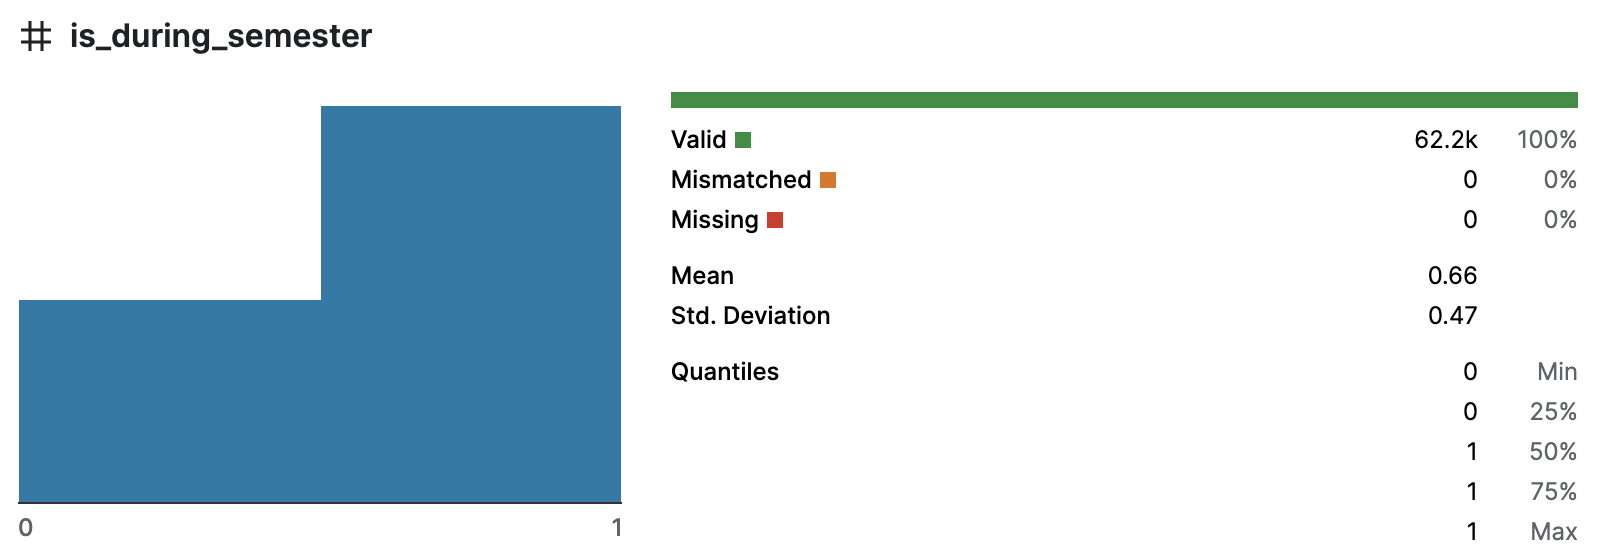 is_during_semester
Valid 62.2k 100%
Mismatched 0 0%
Missing 0 0%
Mean 0.66
Std. Deviation 0.47
Quantiles 0 Min
0 25%
1 50%
1 75%
1 Max
0 1